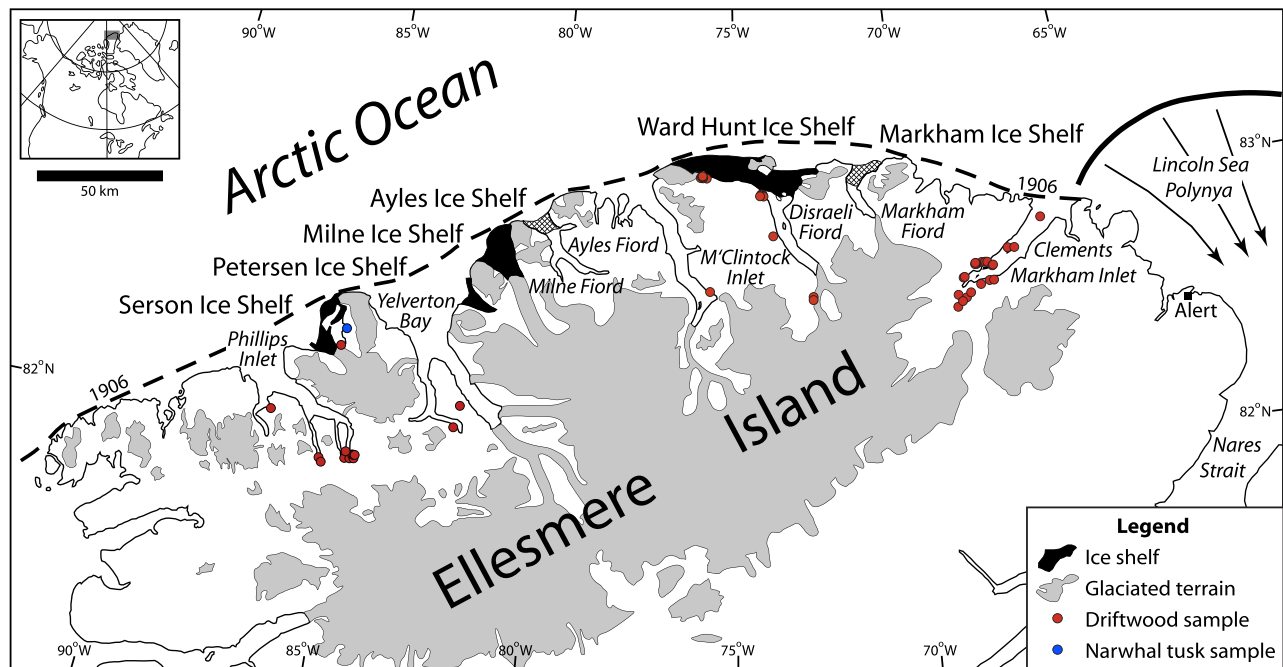 90°W
85°W
80°W
75°W
70°W
65°W
50 km
Arctic Ocean
Ward Hunt Ice Shelf
Markham Ice Shelf
83°N
Lincoln Sea
Polynya
1906
Ayles Ice Shelf
Milne Ice Shelf
Petersen Ice Shelf
Serson Ice Shelf
Ayles Fiord
Milne Fiord
Disraeli
Fiord
Markham
Fiord
M'Clintock
Inlet
Clements
Markham Inlet
Yelverton
Bay
Phillips
Inlet
Alert
82°N
1906
82°N
Ellesmere
Island
Nares
Strait
Legend
Ice shelf
Glaciated terrain
Driftwood sample
Narwhal tusk sample
90°W
85°W
80°W
75°W
70°W